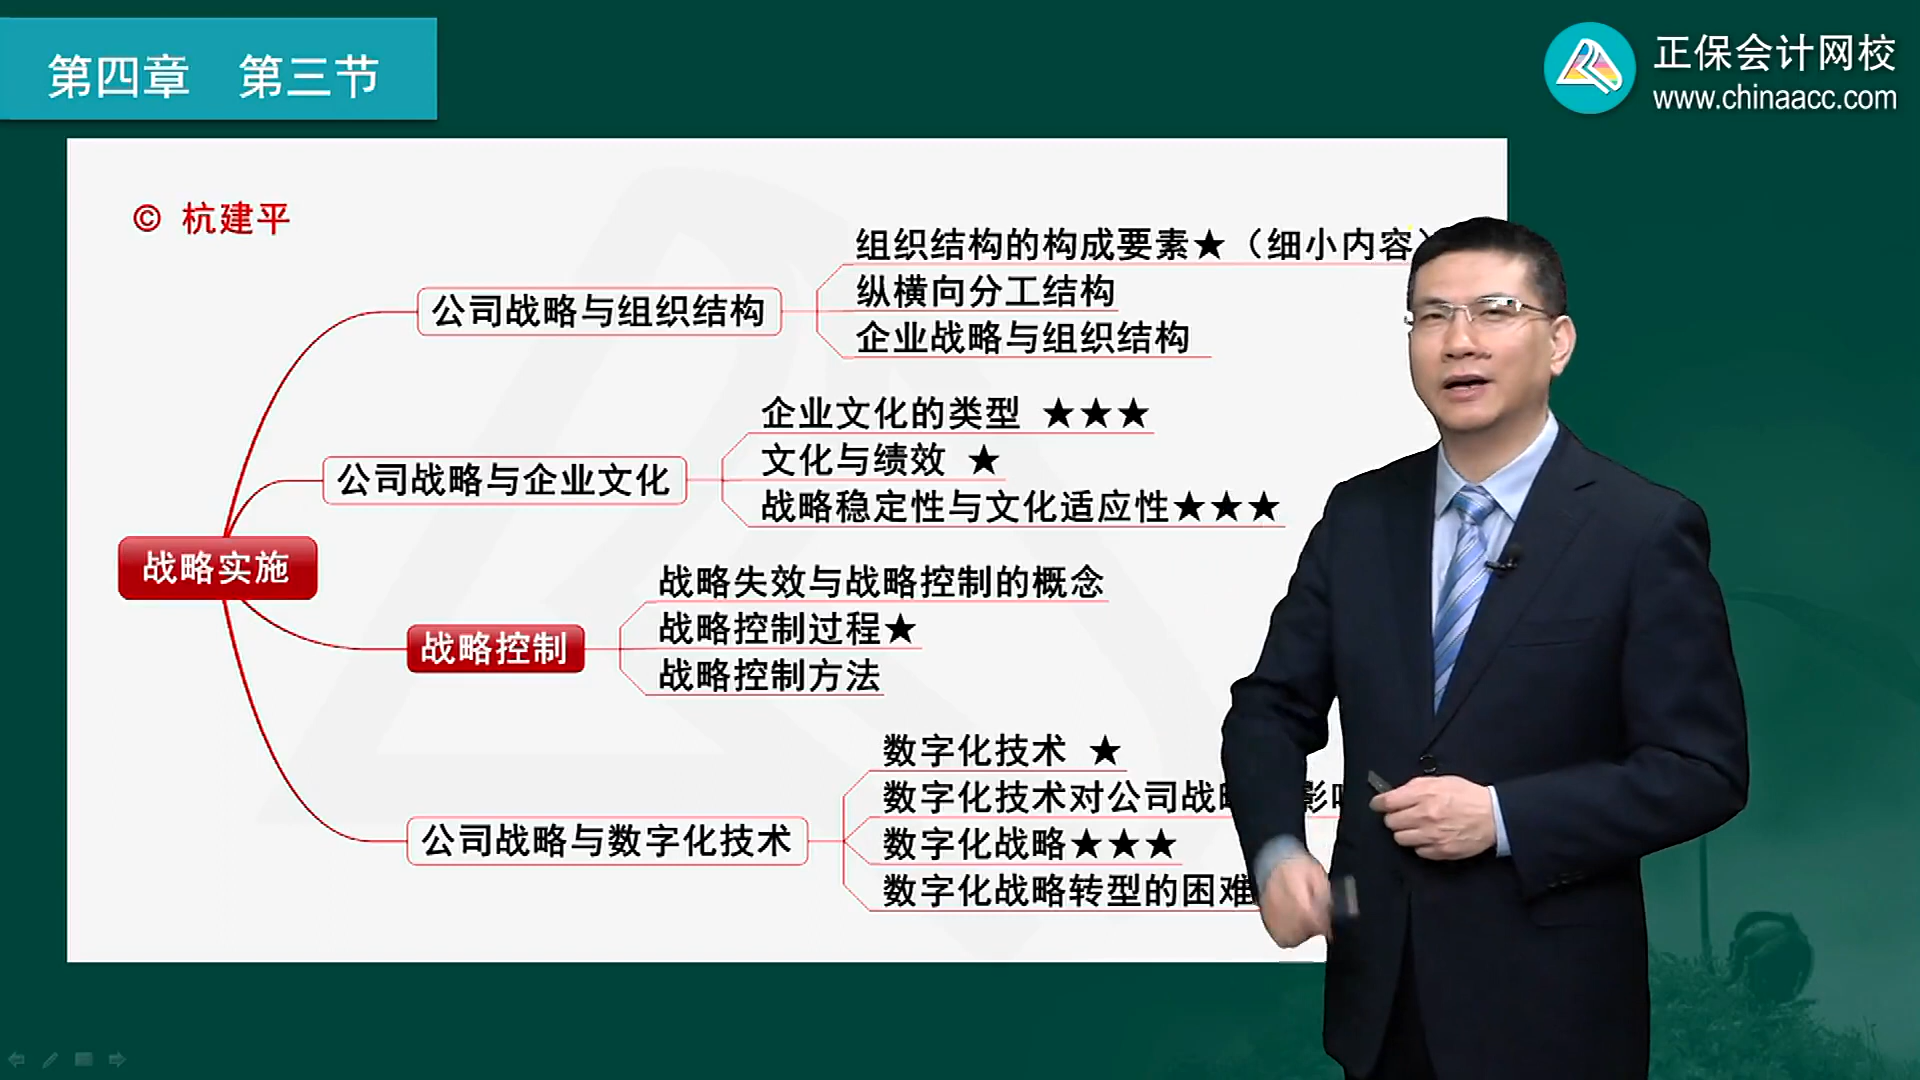 第四章 第三节
正保会计网校
www.chinaacc.com
© 杭建平
组织结构的构成要素★（细小内容）
公司战略与组织结构
纵横向分工结构
企业战略与组织结构
企业文化的类型 ★★★
公司战略与企业文化
文化与绩效 ★
战略稳定性与文化适应性★★★
战略实施
战略失效与战略控制的概念
战略控制
战略控制过程★
战略控制方法
数字化技术 ★
数字化技术对公司战
公司战略与数字化技术
数字化战略★★★
数字化战略转型的困难